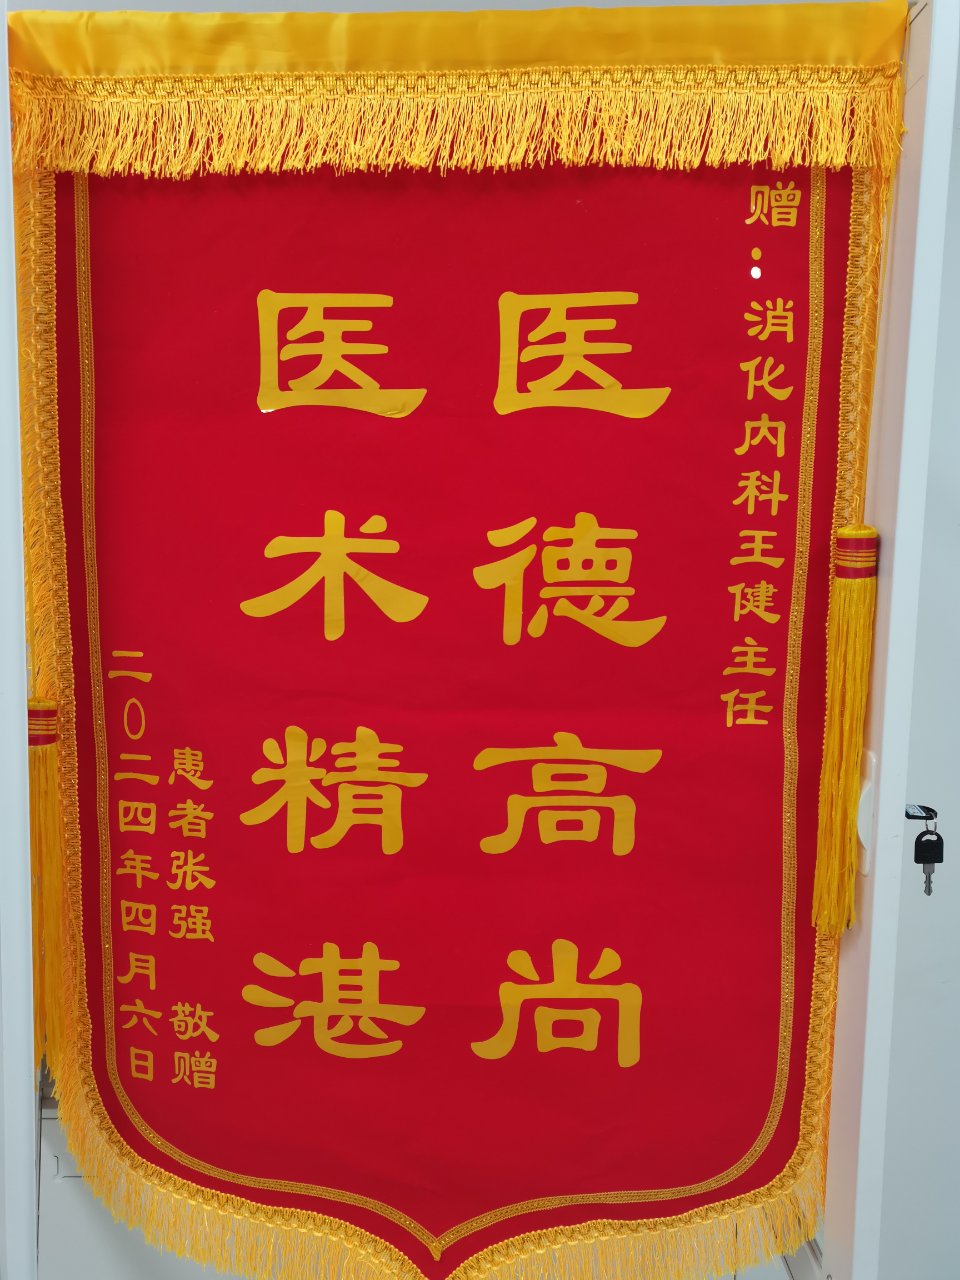 赠：消化内科王健主任
医德高尚
医术精湛
患者张强 敬赠
二〇二四年四月六日